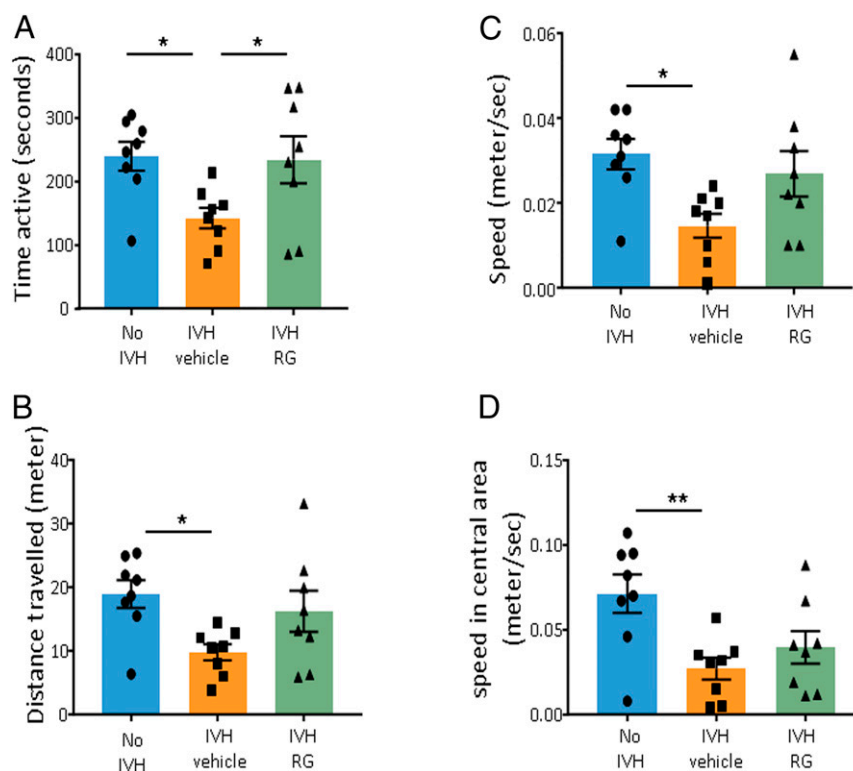 A
Time active (seconds)
400
300
200
100
0
* *
No IVH IVH
IVH vehicle RG
B
Distance travelled (meter)
40
30
20
10
0
*
No IVH IVH
IVH vehicle RG
C
Speed (meter/sec)
0.06
0.04
0.02
0.00
*
No IVH IVH
IVH vehicle RG
D
speed in central area
(meter/sec)
0.15
0.10
0.05
0.00
**
No IVH IVH
IVH vehicle RG